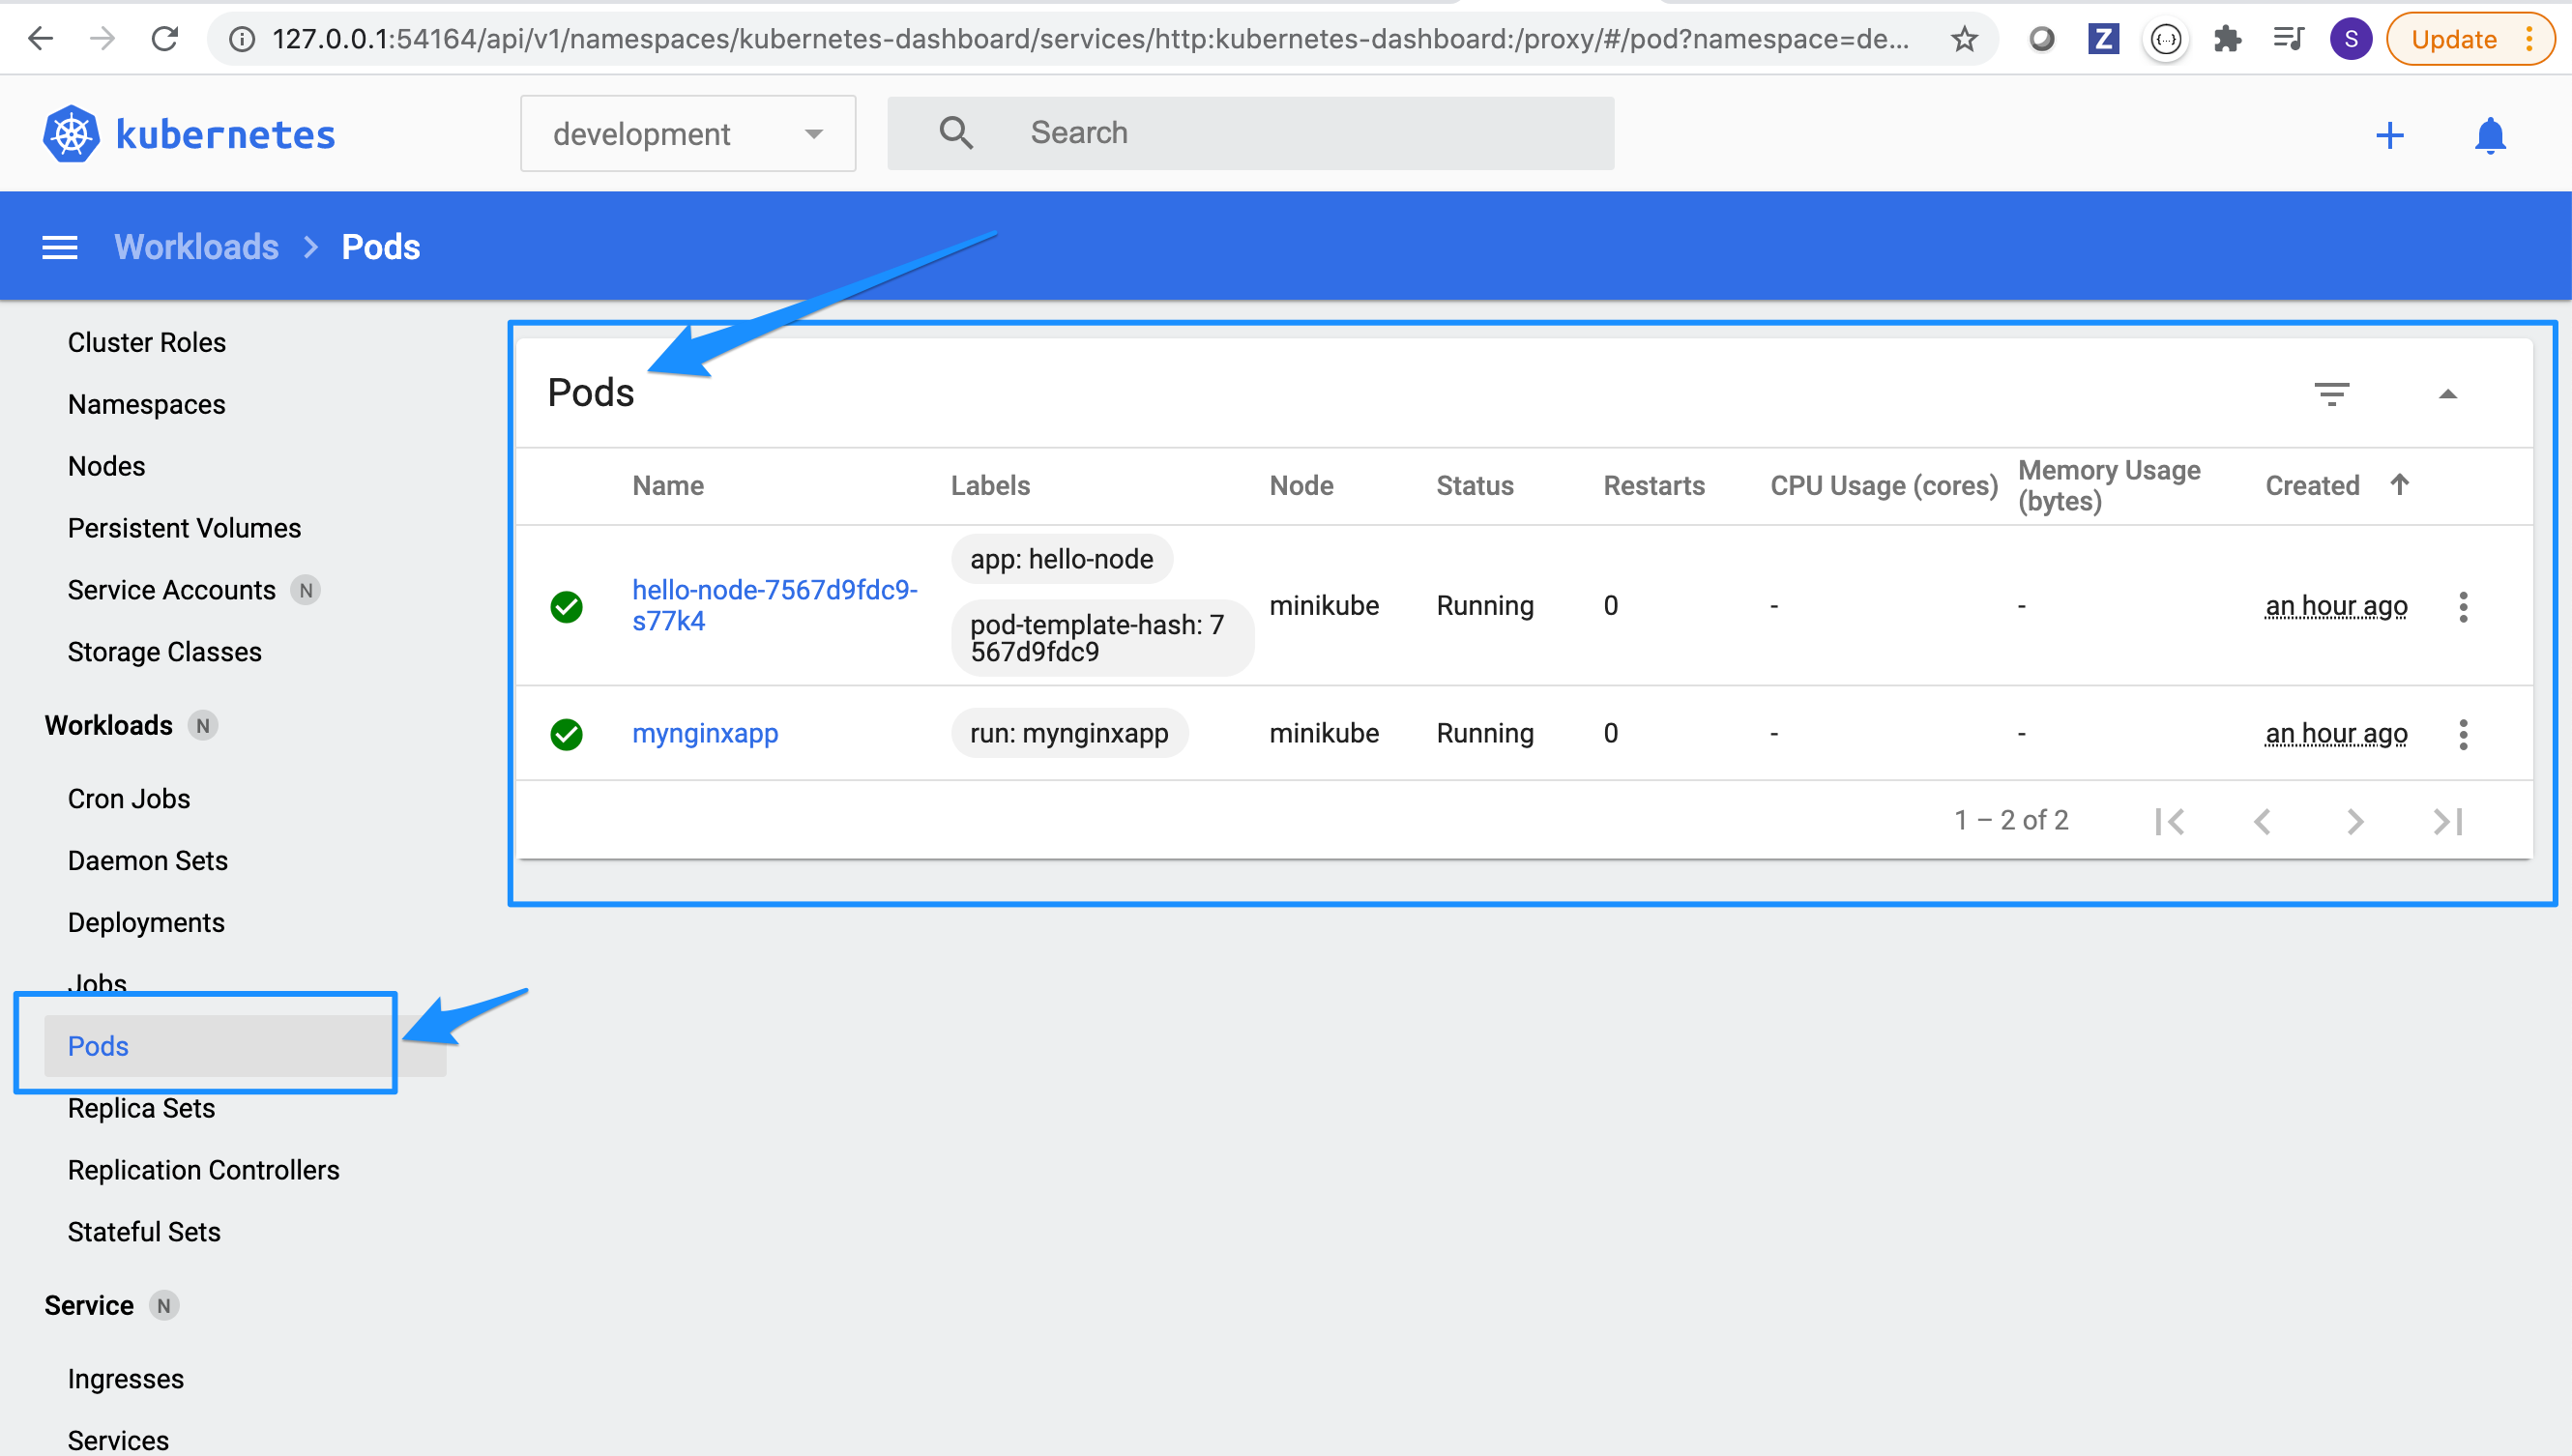 127.0.0.1:54164/api/v1/namespaces/kubernetes-dashboard/services/http:kubernetes-dashboard:/proxy/#/pod?namespace=de...
Z
{...}
S
Update
kubernetes
development
Search
Workloads > Pods
Cluster Roles
Namespaces
Nodes
Persistent Volumes
Service Accounts N
Storage Classes
Workloads N
Cron Jobs
Daemon Sets
Deployments
Jobs
Pods
Replica Sets
Replication Controllers
Stateful Sets
Service N
Ingresses
Services
Pods
Name Labels Node Status Restarts CPU Usage (cores) Memory Usage
(bytes) Created
app: hello-node
hello-node-7567d9fdc9-
s77k4
pod-template-hash: 7
567d9fdc9
minikube Running 0 - - an hour ago
mynginxapp run: mynginxapp minikube Running 0 - - an hour ago
1 – 2 of 2